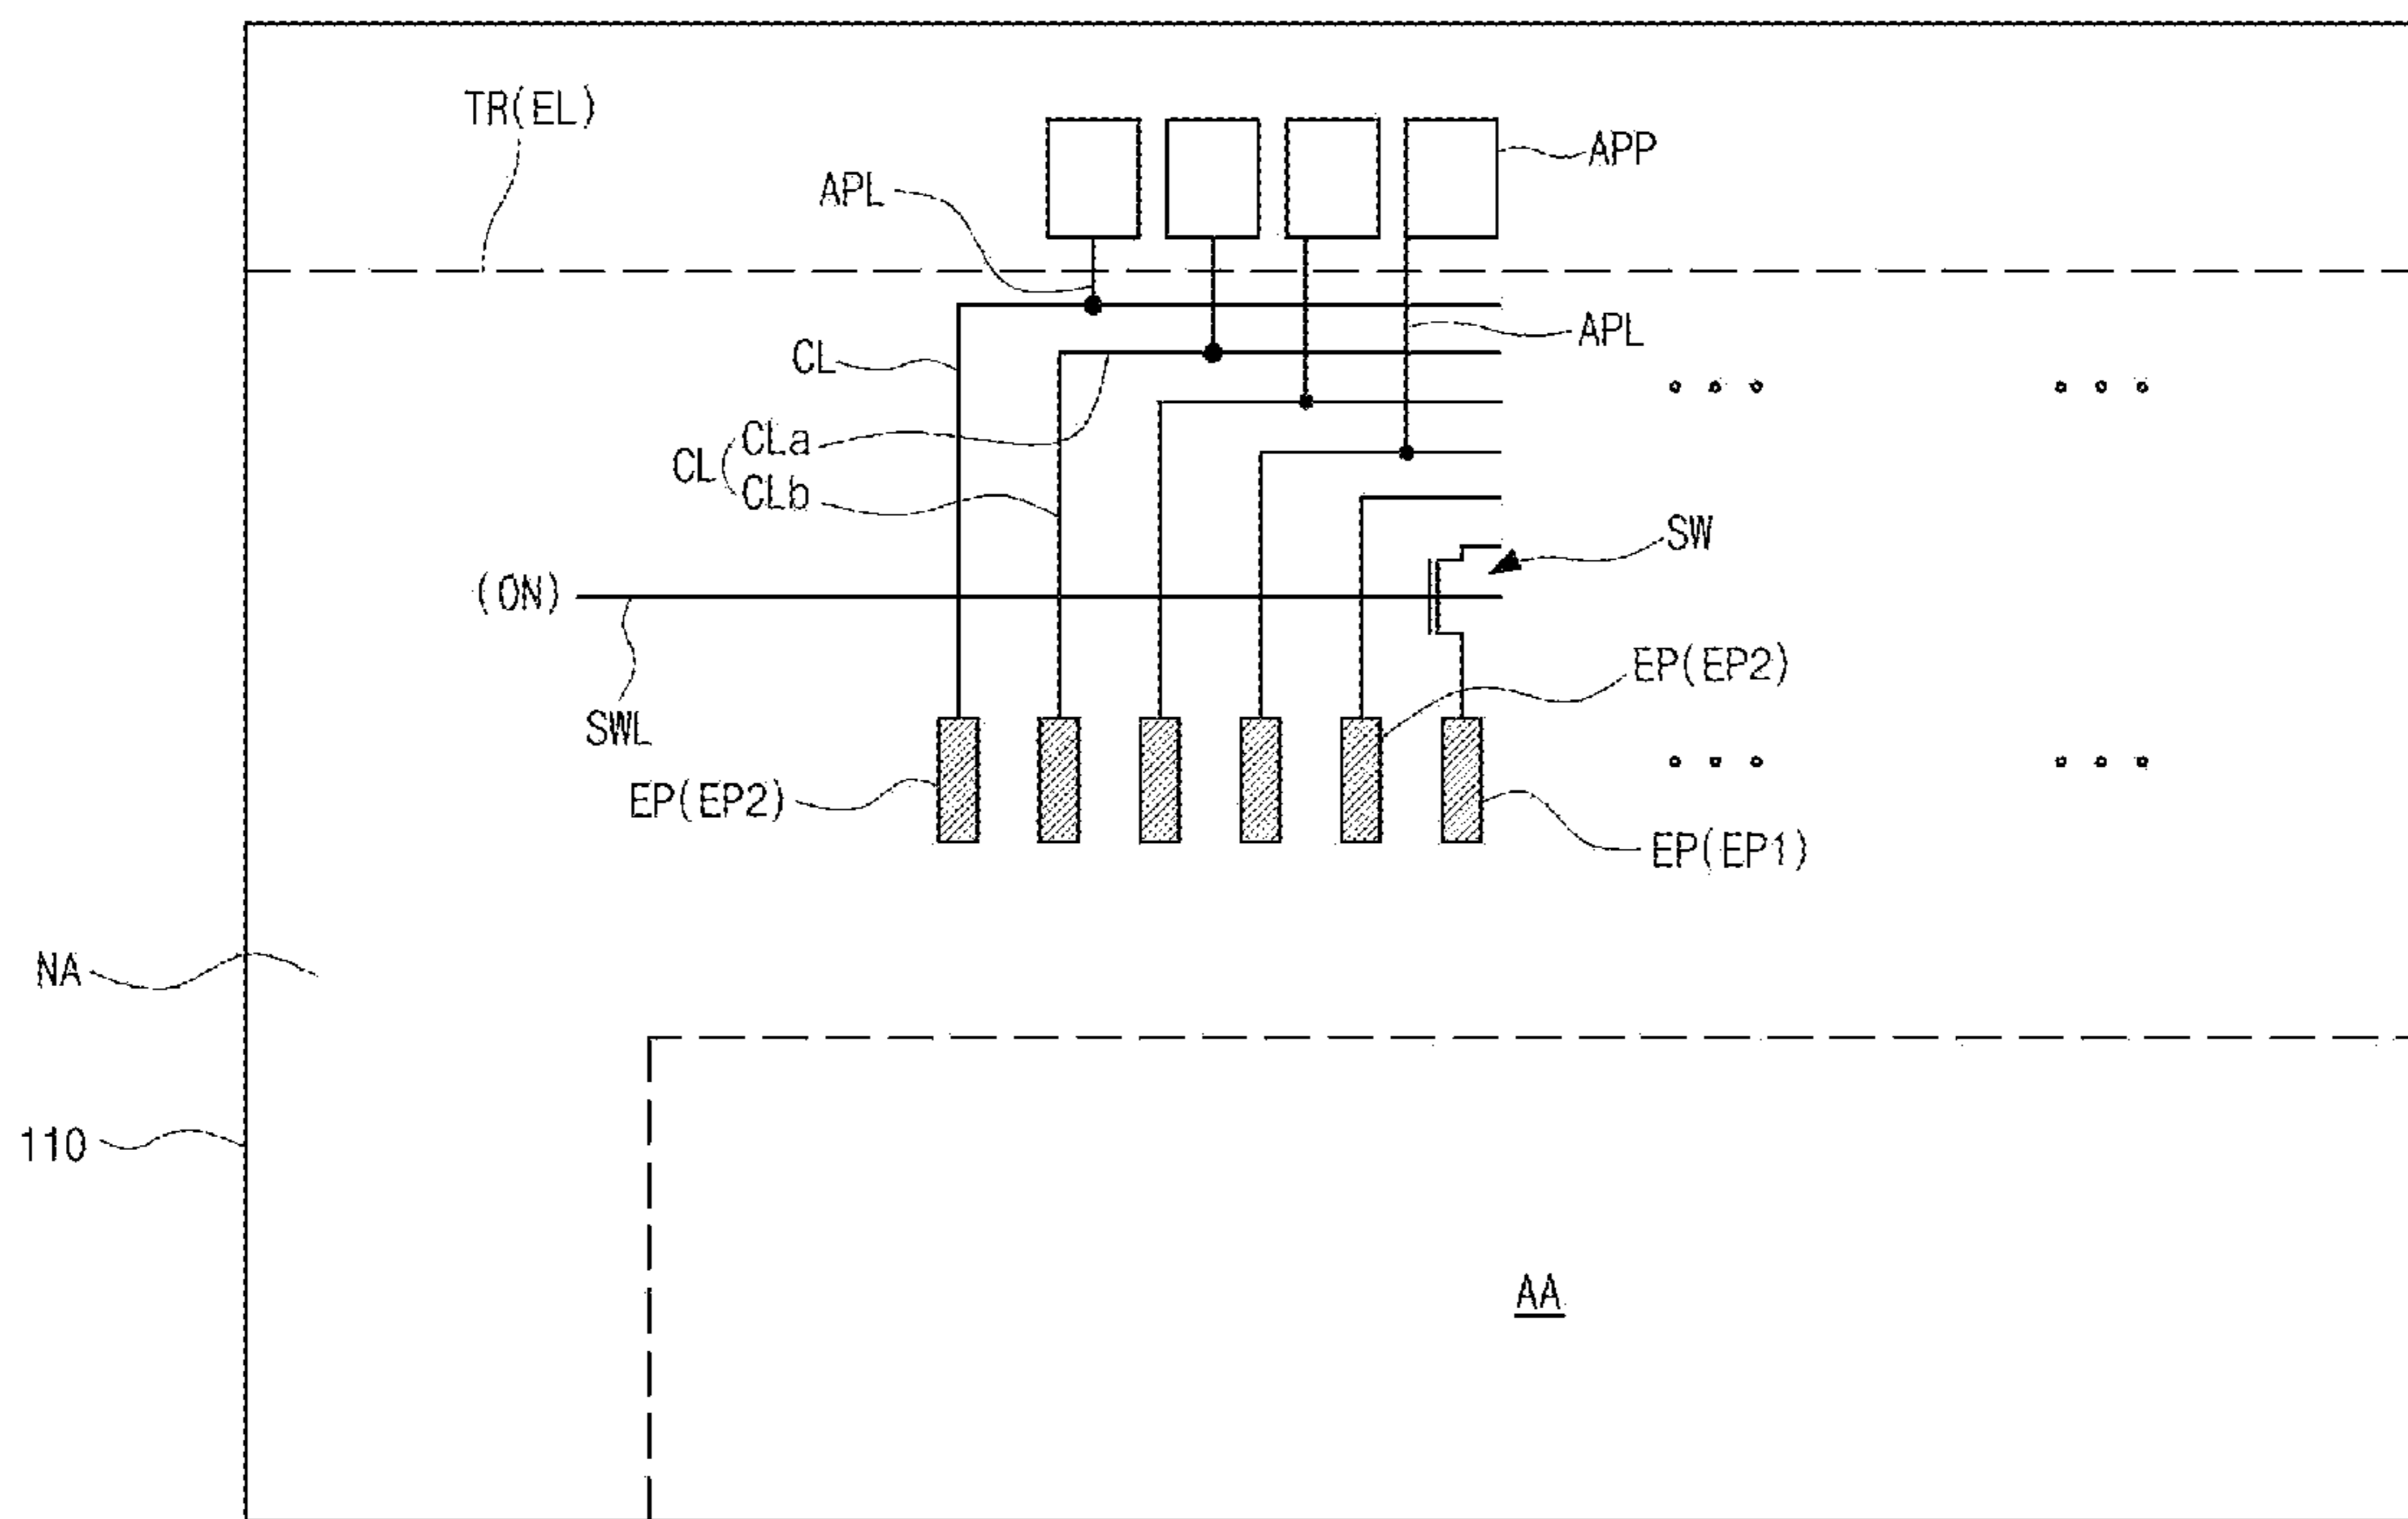 TR(EL)
APP
APL
APL
CL
CLa
CL
CLb
SW
(ON)
EP(EP2)
SWL
EP(EP2)
EP(EP1)
NA
110
AA